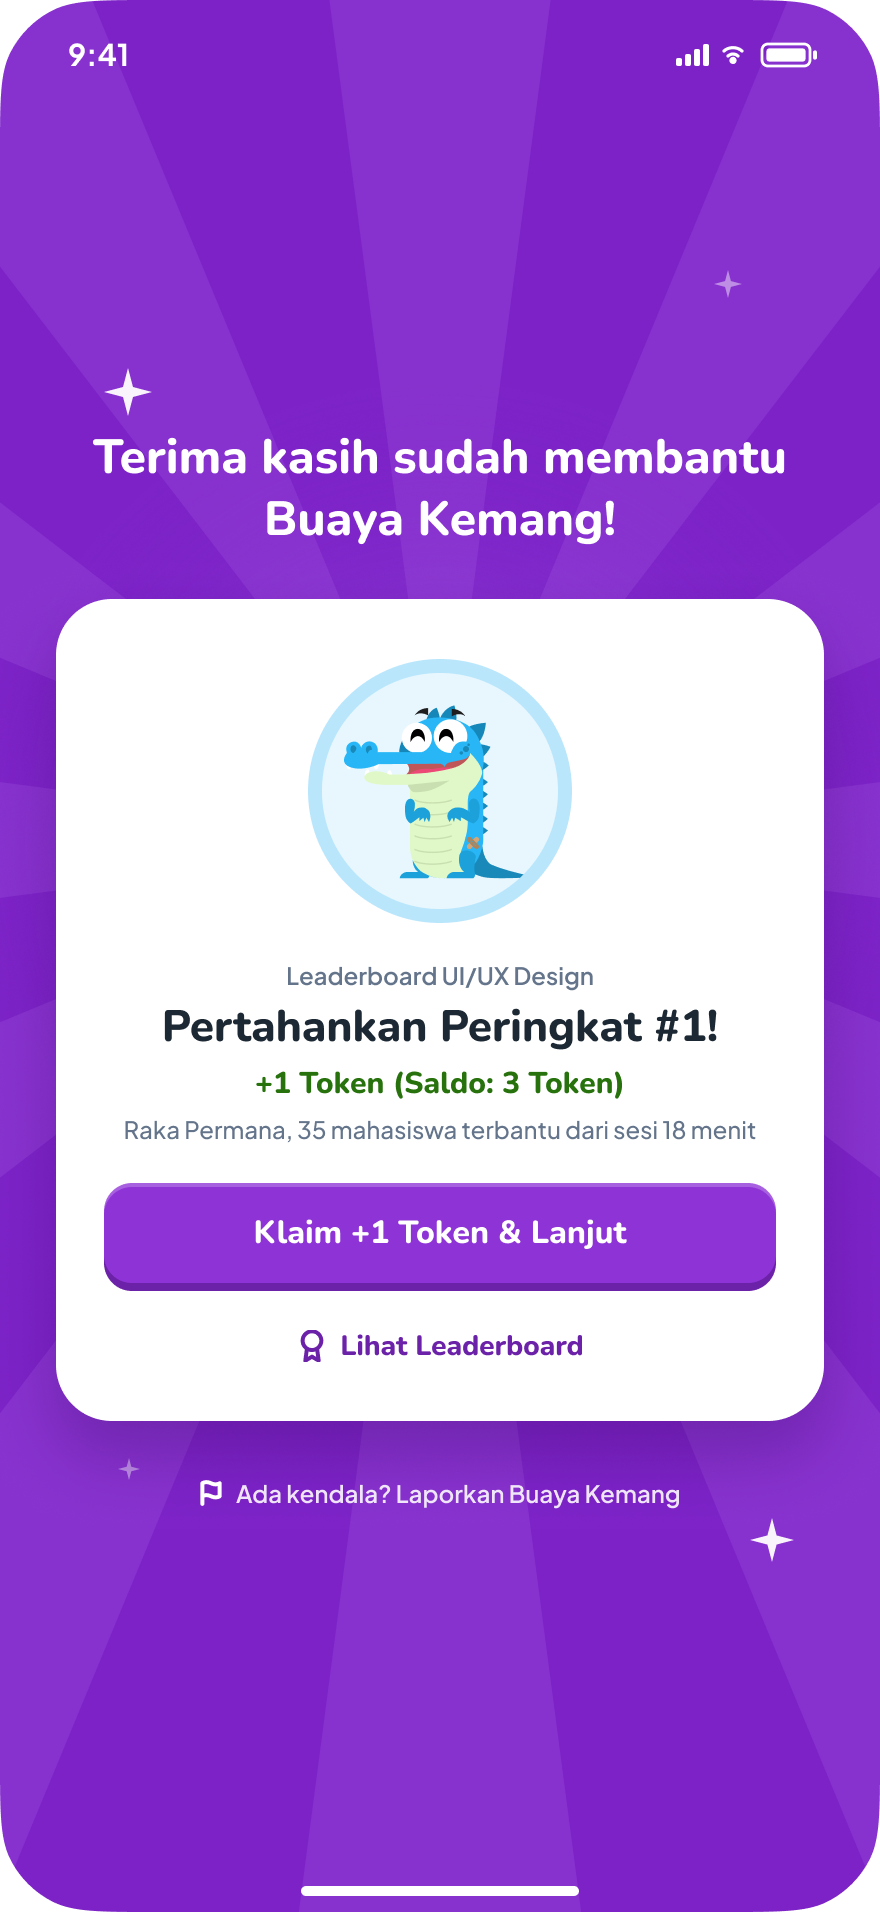 9:41
Terima kasih sudah membantu
Buaya Kemang!
Leaderboard UI/UX Design
Pertahankan Peringkat #1!
+1 Token (Saldo: 3 Token)
Raka Permana, 35 mahasiswa terbantu dari sesi 18 menit
Klaim +1 Token & Lanjut
Lihat Leaderboard
Ada kendala? Laporkan Buaya Kemang